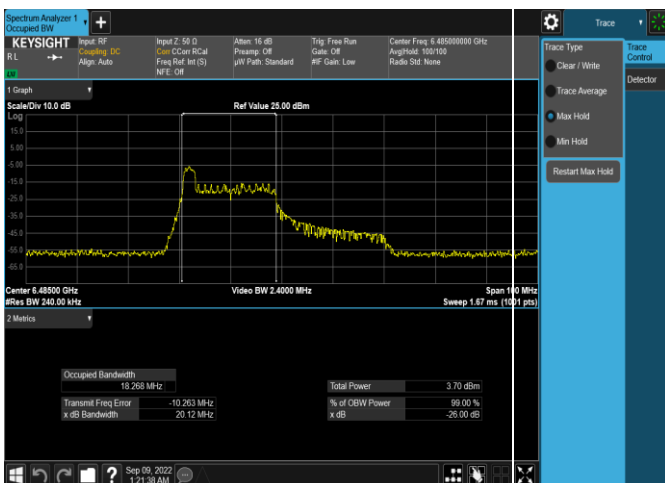 Spectrum Analyzer 1
Occupied BW
+
KEYSIGHT
R L
LXI
Input: RF
Coupling: DC
Align: Auto
Input Z: 50 Ω
Corr CCorr RCal
Freq Ref: Int (S)
NFE: Off
Atten: 16 dB
Preamp: Off
µW Path: Standard
Trig: Free Run
Gate: Off
#IF Gain: Low
Center Freq: 6.485000000 GHz
Avg|Hold: 100/100
Radio Std: None
1 Graph
Scale/Div 10.0 dB
Ref Value 25.00 dBm
Log
15.0
5.00
-5.00
-15.0
-25.0
-35.0
-45.0
-55.0
-65.0
Center 6.48500 GHz
Video BW 2.4000 MHz
Span 100 MHz
#Res BW 240.00 kHz
Sweep 1.67 ms (1001 pts)
2 Metrics
Occupied Bandwidth
18.268 MHz
Total Power 3.70 dBm
Transmit Freq Error -10.263 MHz
% of OBW Power 99.00 %
x dB Bandwidth 20.12 MHz
x dB -26.00 dB
?
Sep 09, 2022
1:21:38 AM
Trace
Trace Type
Clear / Write
Trace Average
Max Hold
Min Hold
Restart Max Hold
Trace
Control
Detector